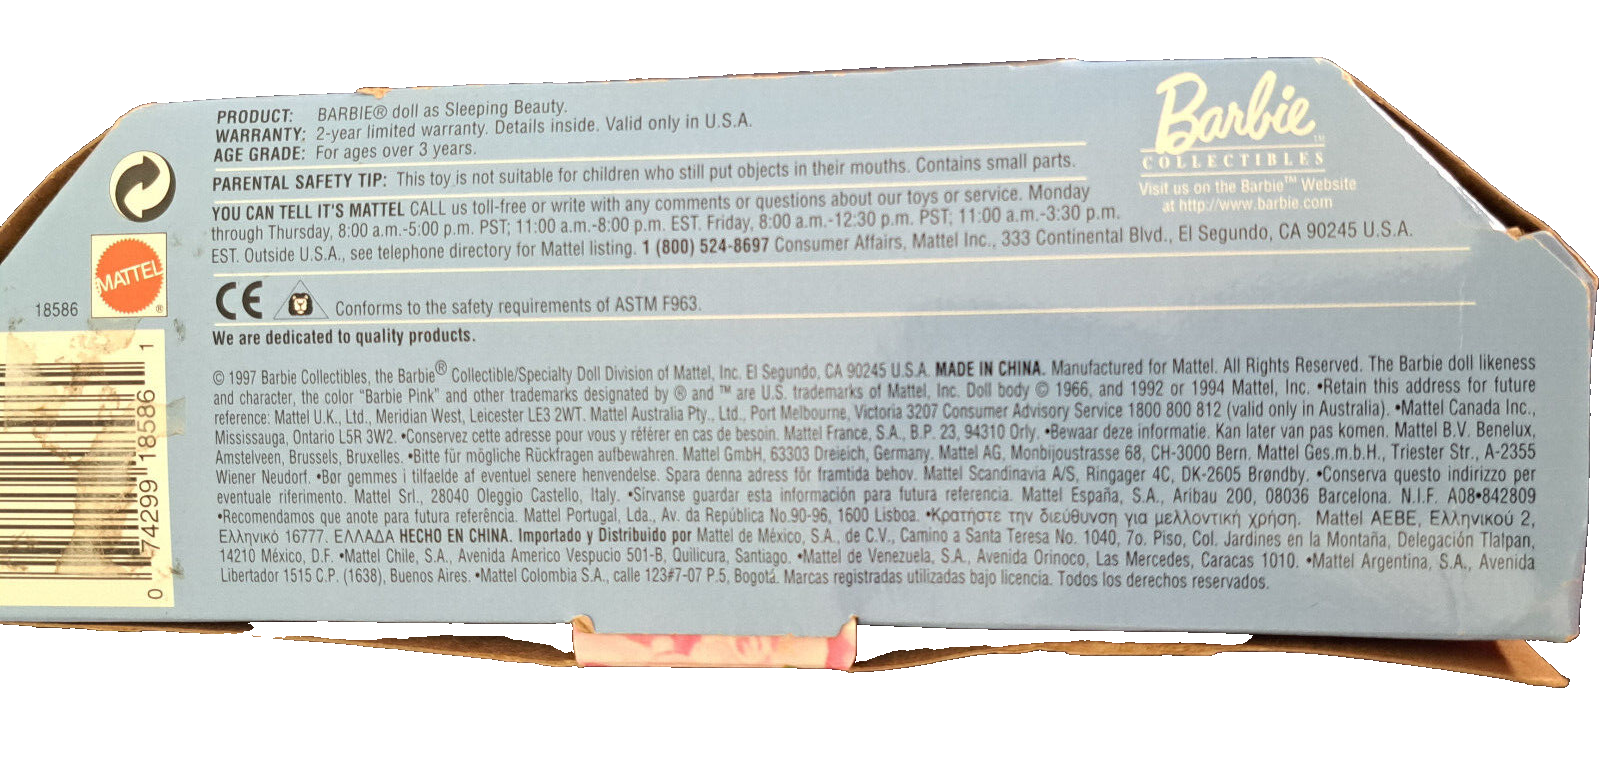 PRODUCT: BARBIE® doll as Sleeping Beauty.
WARRANTY: 2-year limited warranty. Details inside. Valid only in U.S.A.
AGE GRADE: For ages over 3 years.
PARENTAL SAFETY TIP: This toy is not suitable for children who still put objects in their mouths. Contains small parts.
YOU CAN TELL IT'S MATTEL CALL us toll-free or write with any comments or questions about our toys or service. Monday
through Thursday, 8:00 a.m.-5:00 p.m. PST; 11:00 a.m.-8:00 p.m. EST. Friday, 8:00 a.m.-12:30 p.m. PST; 11:00 a.m.-3:30 p.m.
EST. Outside U.S.A., see telephone directory for Mattel listing. 1 (800) 524-8697 Consumer Affairs, Mattel Inc., 333 Continental Blvd., El Segundo, CA 90245 U.S.A.
Barbie™
COLLECTIBLES
Visit us on the Barbie™ Website
at http://www.barbie.com
MATTEL®
18586
CE Conforms to the safety requirements of ASTM F963.
We are dedicated to quality products.
© 1997 Barbie Collectibles, the Barbie® Collectible/Specialty Doll Division of Mattel, Inc. El Segundo, CA 90245 U.S.A. MADE IN CHINA. Manufactured for Mattel. All Rights Reserved. The Barbie doll likeness
and character, the color "Barbie Pink" and other trademarks designated by ® and ™ are U.S. trademarks of Mattel, Inc. Doll body © 1966, and 1992 or 1994 Mattel, Inc. •Retain this address for future
reference: Mattel U.K., Ltd., Meridian West, Leicester LE3 2WT. Mattel Australia Pty., Ltd., Port Melbourne, Victoria 3207 Consumer Advisory Service 1800 800 812 (valid only in Australia). •Mattel Canada Inc.,
Mississauga, Ontario L5R 3W2. •Conservez cette adresse pour vous y référer en cas de besoin. Mattel France, S.A., B.P. 23, 94310 Orly. •Bewaar deze informatie. Kan later van pas komen. Mattel B.V. Benelux,
Amstelveen, Brussels, Bruxelles. •Bitte für mögliche Rückfragen aufbewahren. Mattel GmbH, 63303 Dreieich, Germany. Mattel AG, Monbijoustrasse 68, CH-3000 Bern. Mattel Ges.m.b.H., Triester Str., A-2355
Wiener Neudorf. •Bør gemmes i tilfaelde af eventuel senere henvendelse. Spara denna adress för framtida behov. Mattel Scandinavia A/S, Ringager 4C, DK-2605 Brøndby. •Conserva questo indirizzo per
eventuale riferimento. Mattel Srl., 28040 Oleggio Castello, Italy. •Sirvanse guardar esta información para futura referencia. Mattel España, S.A., Aribau 200, 08036 Barcelona. N.I.F. A08•842809
•Recomendamos que anote para futura referência. Mattel Portugal, Lda., Av. da República No.90-96, 1600 Lisboa. •Κρατήστε την διεύθυνση για μελλοντική χρήση. Mattel AEBE, Ελληνικού 2,
Ελληνικό 16777. ΕΛΛΑΔΑ HECHO EN CHINA. Importado y Distribuido por Mattel de México, S.A., de C.V., Camino a Santa Teresa No. 1040, 7o. Piso, Col. Jardines en la Montaña, Delegación Tlalpan,
14210 México, D.F. •Mattel Chile, S.A., Avenida Americo Vespucio 501-B, Quilicura, Santiago. •Mattel de Venezuela, S.A., Avenida Orinoco, Las Mercedes, Caracas 1010. •Mattel Argentina, S.A., Avenida
Libertador 1515 C.P. (1638), Buenos Aires. •Mattel Colombia S.A., calle 123#7-07 P.5, Bogotá. Marcas registradas utilizadas bajo licencia. Todos los derechos reservados.
0 74299 18586 1